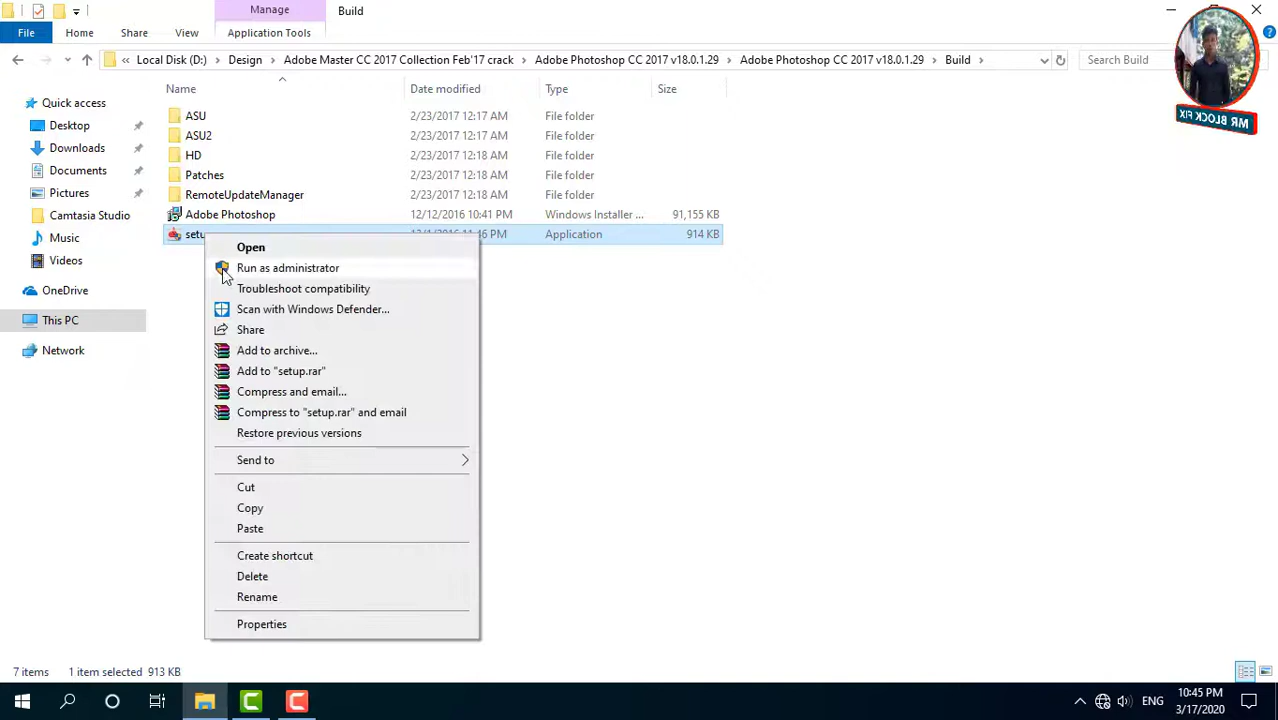 Manage
Build
File
Home
Share
View
Application Tools
Local Disk (D:)
Design
Adobe Master CC 2017 Collection Feb'17 crack
Adobe Photoshop CC 2017 v18.0.1.29
Adobe Photoshop CC 2017 v18.0.1.29
Build
Search Build
MR BLOCK FIX
Name
Date modified
Type
Size
Quick access
Desktop
Downloads
Documents
Pictures
Camtasia Studio
Music
Videos
OneDrive
This PC
Network
ASU 2/23/2017 12:17 AM File folder
ASU2 2/23/2017 12:17 AM File folder
HD 2/23/2017 12:18 AM File folder
Patches 2/23/2017 12:18 AM File folder
RemoteUpdateManager 2/23/2017 12:18 AM File folder
Adobe Photoshop 12/12/2016 10:41 PM Windows Installer ... 91,155 KB
PM Application 914 KB
Open
Run as administrator
Troubleshoot compatibility
Scan with Windows Defender...
Share
Add to archive...
Add to "setup.rar"
Compress and email...
Compress to "setup.rar" and email
Restore previous versions
Send to
Cut
Copy
Paste
Create shortcut
Delete
Rename
Properties
7 items
1 item selected 913 KB
ENG
10:45 PM
3/17/2020